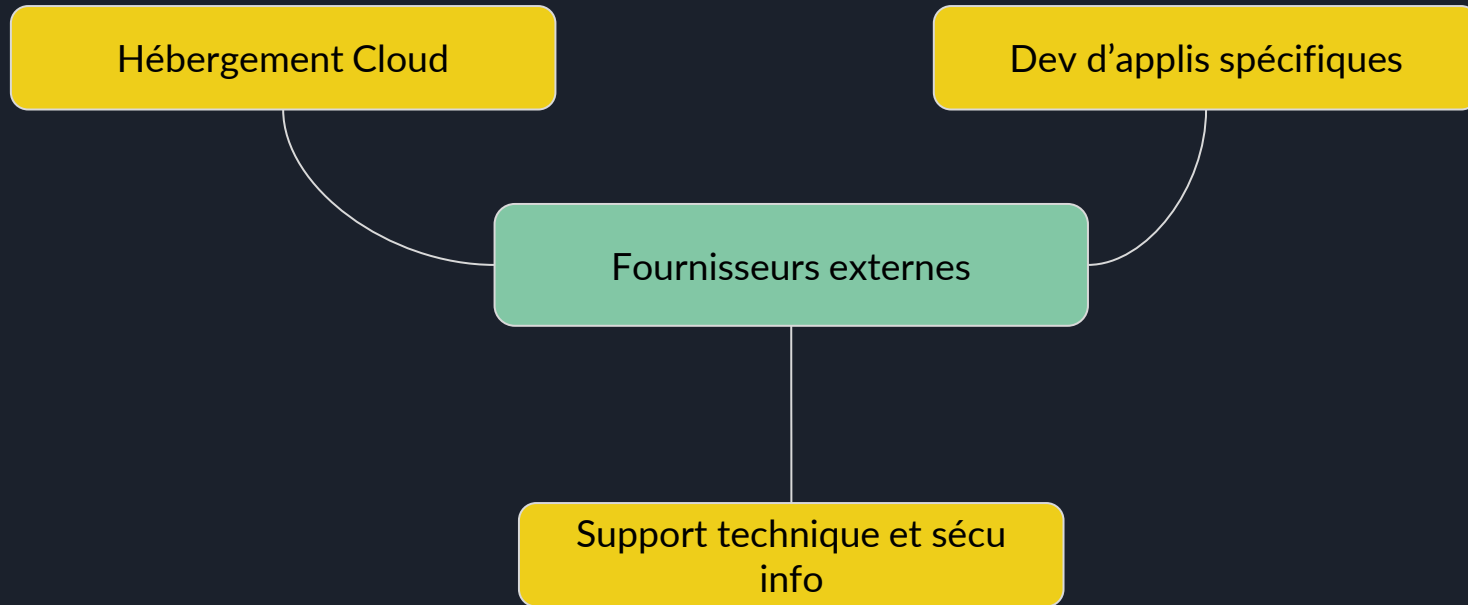 Hébergement Cloud
Dev d’applis spécifiques
Fournisseurs externes
Support technique et sécu
info